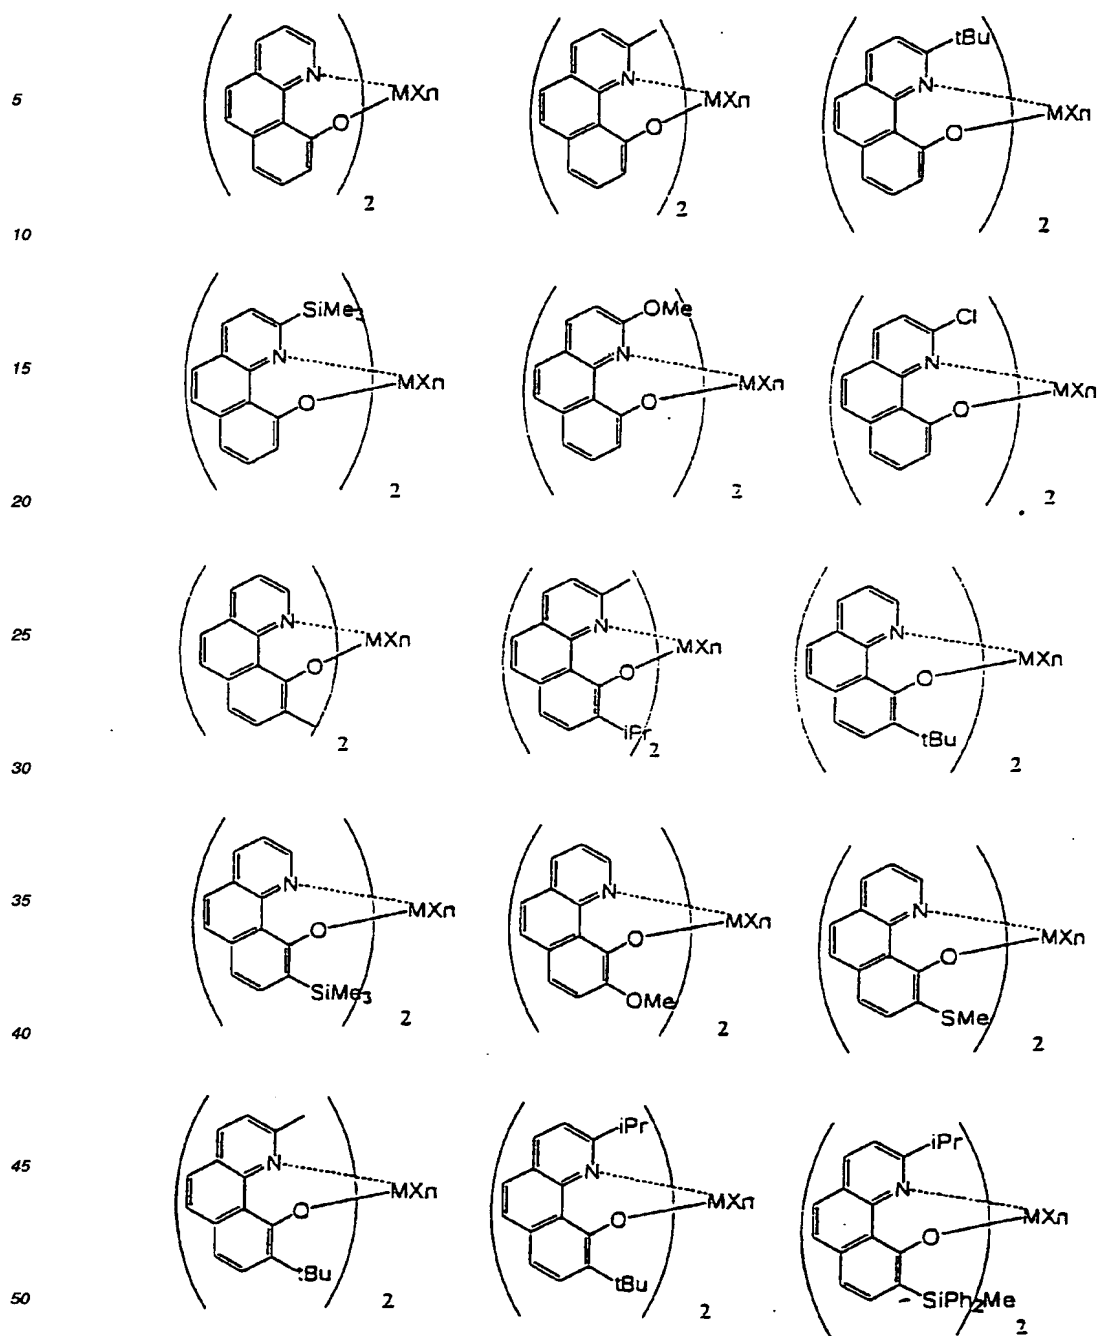 N MXn O 2
N MXn O 2
5
tBu N MXn O 2
10
SiMe3 N MXn O 2
OMe N MXn O 2
15
Cl N MXn O 2
20
N MXn O 2
25
N MXn O iPr 2
N MXn O tBu 2
30
N MXn O SiMe3 2
35
N MXn O OMe 2
N MXn O SMe 2
40
N MXn O tBu 2
45
iPr N MXn O tBu 2
iPr N MXn O SiPh2Me 2
50